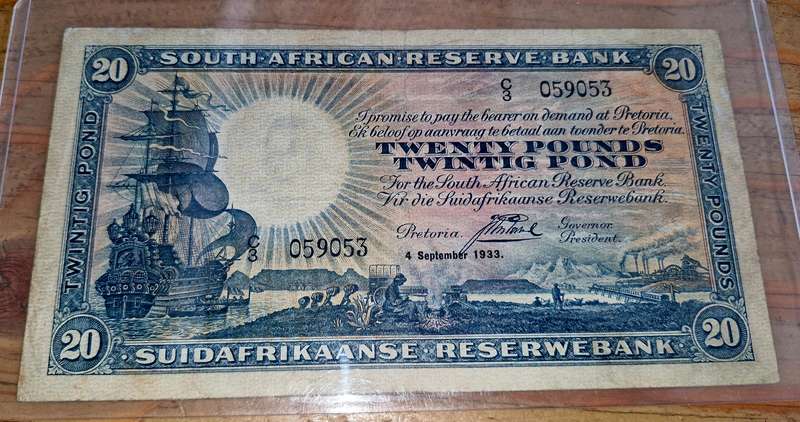 20 SOUTH AFRICAN RESERVE BANK 20
C/3 059053
I promise to pay the bearer on demand at Pretoria.
Ek beloof op aanvraag te betaal aan toonder te Pretoria.
TWENTY POUNDS
TWINTIG POND
For the South African Reserve Bank.
Vir die Suidafrikaanse Reserwebank.
Pretoria. Governor.
President.
4 September 1933.
C/3 059053
TWINTIG POND
TWENTY POUNDS
20 SUIDAFRIKAANSE RESERWEBANK 20